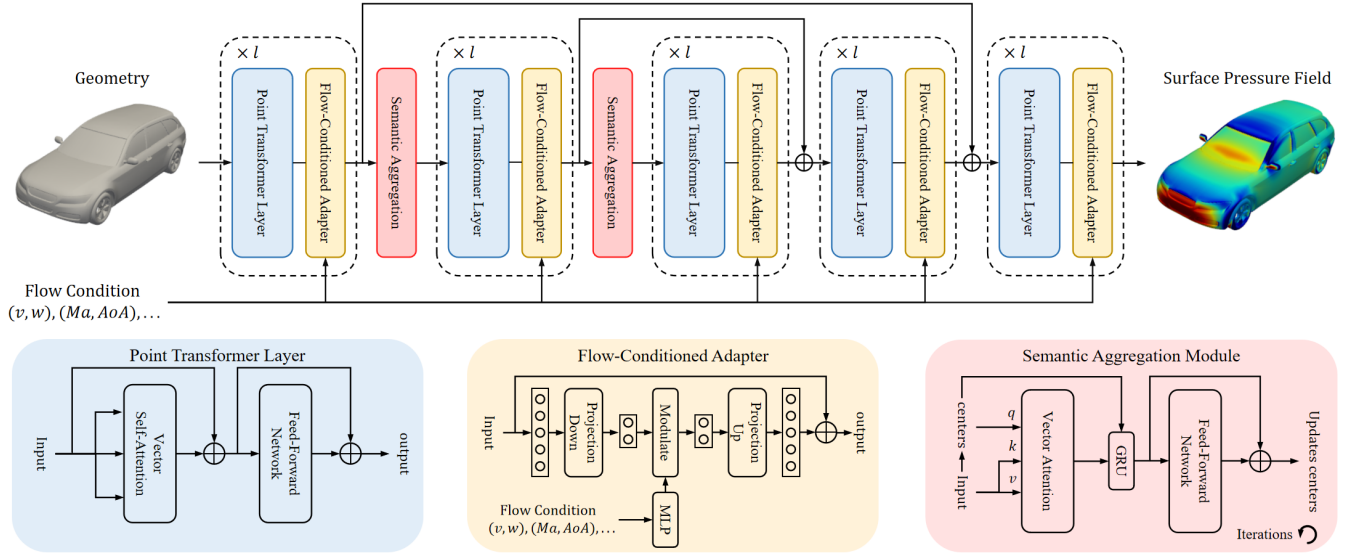 Geometry
× l
Point Transformer Layer
Flow-Conditioned Adapter
Semantic Aggregation
× l
Point Transformer Layer
Flow-Conditioned Adapter
Semantic Aggregation
× l
Point Transformer Layer
Flow-Conditioned Adapter
× l
Point Transformer Layer
Flow-Conditioned Adapter
× l
Point Transformer Layer
Flow-Conditioned Adapter
Surface Pressure Field
Flow Condition
(v, w), (Ma, AoA), ...
Point Transformer Layer
Input
Vector
Self-Attention
Feed-Forward
Network
output
Flow-Conditioned Adapter
Input
Projection
Down
Modulate
Projection
Up
output
Flow Condition
(v, w), (Ma, AoA), ...
MLP
Semantic Aggregation Module
centers
Input
q
k
v
Vector Attention
GRU
Feed-Forward
Network
Updates centers
Iterations